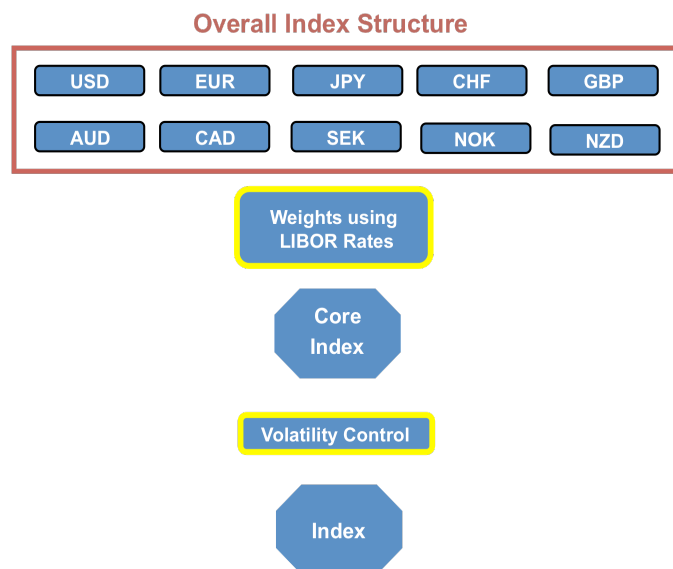 Overall Index Structure
USD EUR JPY CHF GBP
AUD CAD SEK NOK NZD
Weights using
LIBOR Rates
Core
Index
Volatility Control
Index